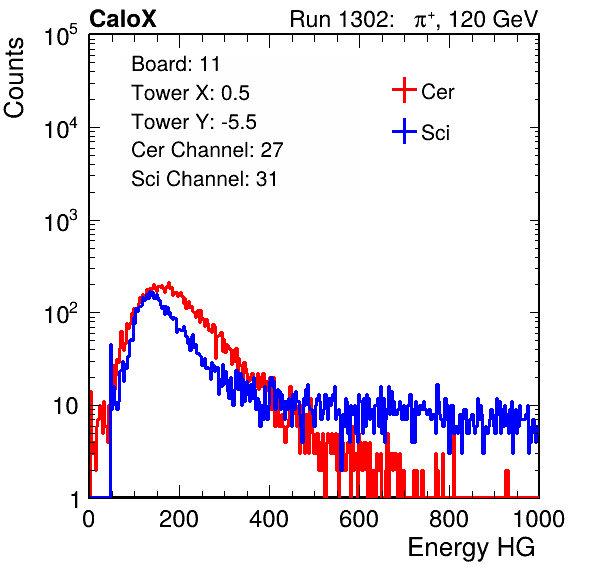 CaloX Run 1302: π⁺, 120 GeV
Counts
10⁵
10⁴
10³
10²
10
1
Board: 11
Tower X: 0.5
Tower Y: -5.5
Cer Channel: 27
Sci Channel: 31
Cer
Sci
0 200 400 600 800 1000
Energy HG